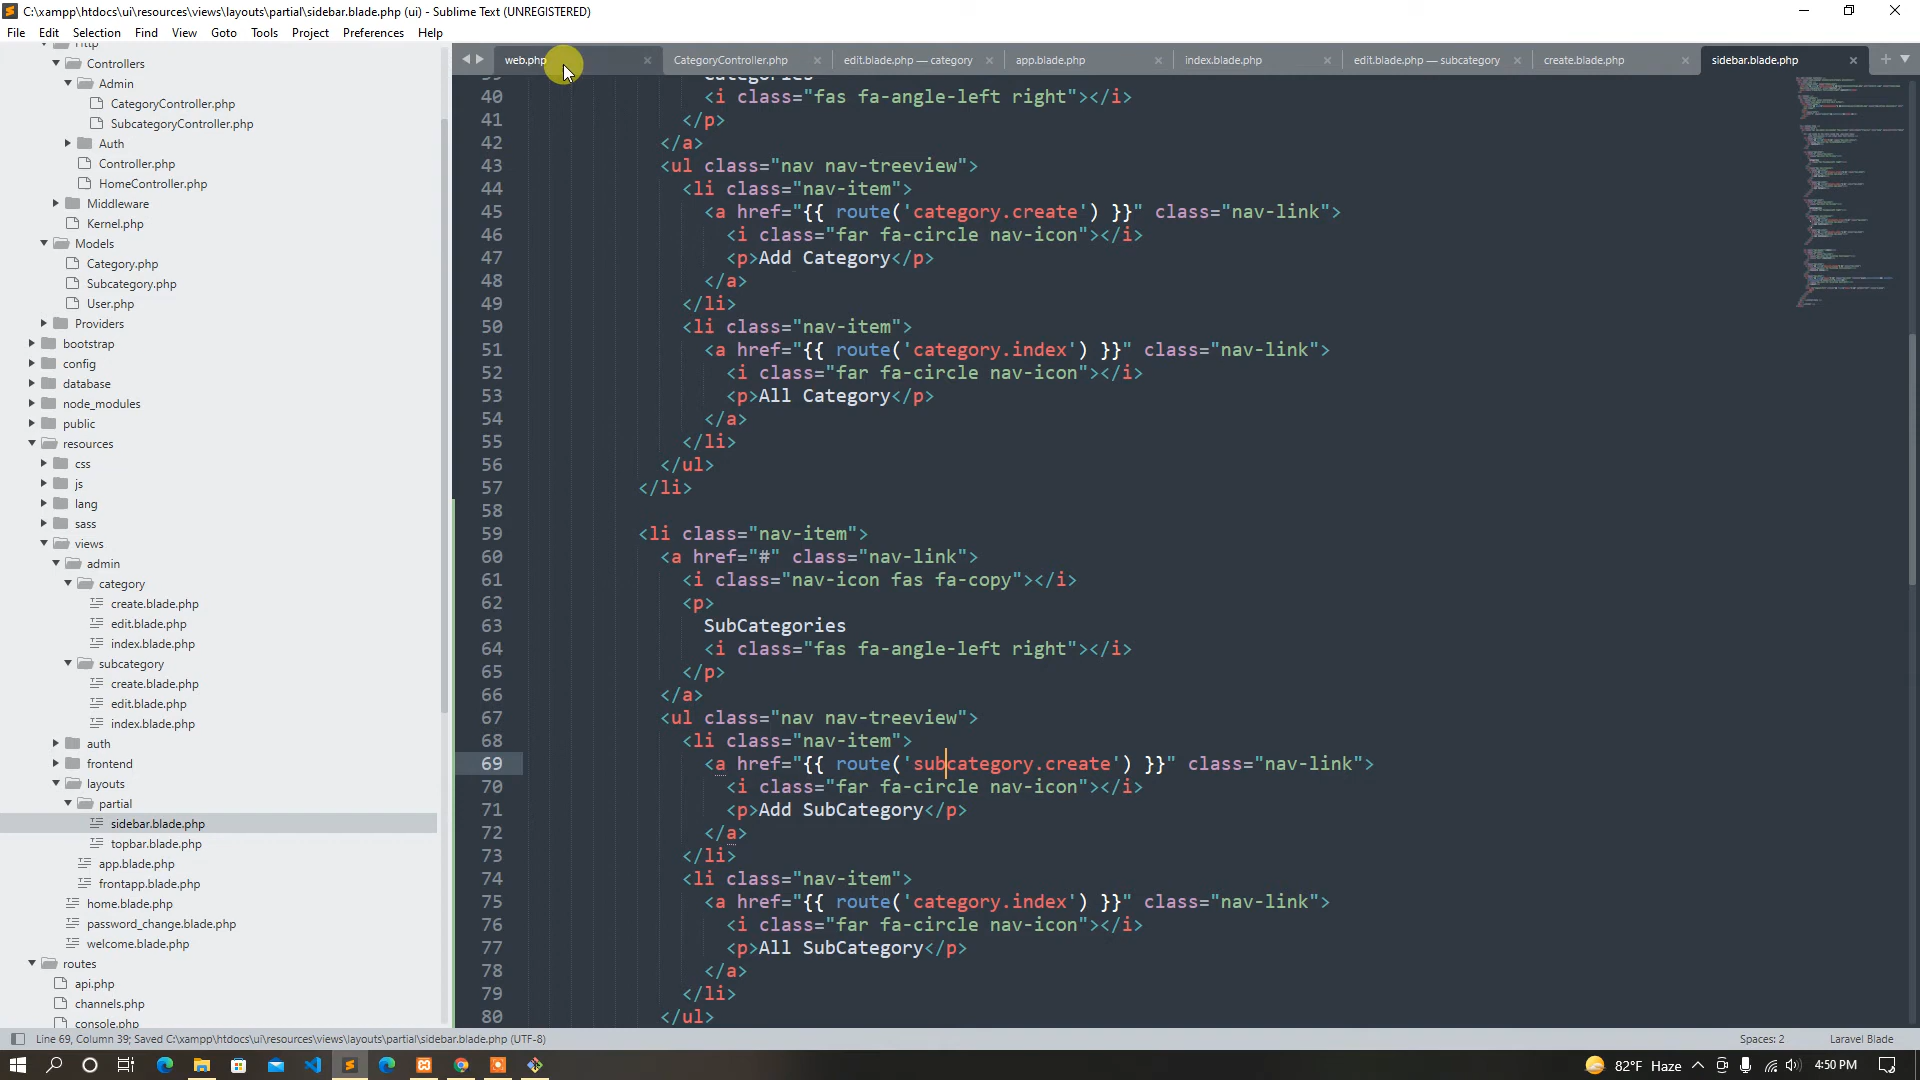 C:\xampp\htdocs\ui\resources\views\layouts\partial\sidebar.blade.php (ui) - Sublime Text (UNREGISTERED)
File Edit Selection Find View Goto Tools Project Preferences Help
Http
Controllers
Admin
CategoryController.php
SubcategoryController.php
Auth
Controller.php
HomeController.php
Middleware
Kernel.php
Models
Category.php
Subcategory.php
User.php
Providers
bootstrap
config
database
node_modules
public
resources
css
js
lang
sass
views
admin
category
create.blade.php
edit.blade.php
index.blade.php
subcategory
create.blade.php
edit.blade.php
index.blade.php
auth
frontend
layouts
partial
sidebar.blade.php
topbar.blade.php
app.blade.php
frontapp.blade.php
home.blade.php
password_change.blade.php
welcome.blade.php
routes
api.php
channels.php
console.php
web.php CategoryController.php edit.blade.php — category app.blade.php index.blade.php edit.blade.php — subcategory create.blade.php sidebar.blade.php
39 Categories
40 <i class="fas fa-angle-left right"></i>
41 </p>
42 </a>
43 <ul class="nav nav-treeview">
44 <li class="nav-item">
45 <a href="{{ route('category.create') }}" class="nav-link">
46 <i class="far fa-circle nav-icon"></i>
47 <p>Add Category</p>
48 </a>
49 </li>
50 <li class="nav-item">
51 <a href="{{ route('category.index') }}" class="nav-link">
52 <i class="far fa-circle nav-icon"></i>
53 <p>All Category</p>
54 </a>
55 </li>
56 </ul>
57 </li>
58
59 <li class="nav-item">
60 <a href="#" class="nav-link">
61 <i class="nav-icon fas fa-copy"></i>
62 <p>
63 SubCategories
64 <i class="fas fa-angle-left right"></i>
65 </p>
66 </a>
67 <ul class="nav nav-treeview">
68 <li class="nav-item">
69 <a href="{{ route('subcategory.create') }}" class="nav-link">
70 <i class="far fa-circle nav-icon"></i>
71 <p>Add SubCategory</p>
72 </a>
73 </li>
74 <li class="nav-item">
75 <a href="{{ route('category.index') }}" class="nav-link">
76 <i class="far fa-circle nav-icon"></i>
77 <p>All SubCategory</p>
78 </a>
79 </li>
80 </ul>
Line 69, Column 39; Saved C:\xampp\htdocs\ui\resources\views\layouts\partial\sidebar.blade.php (UTF-8) Spaces: 2 Laravel Blade
82°F Haze 4:50 PM